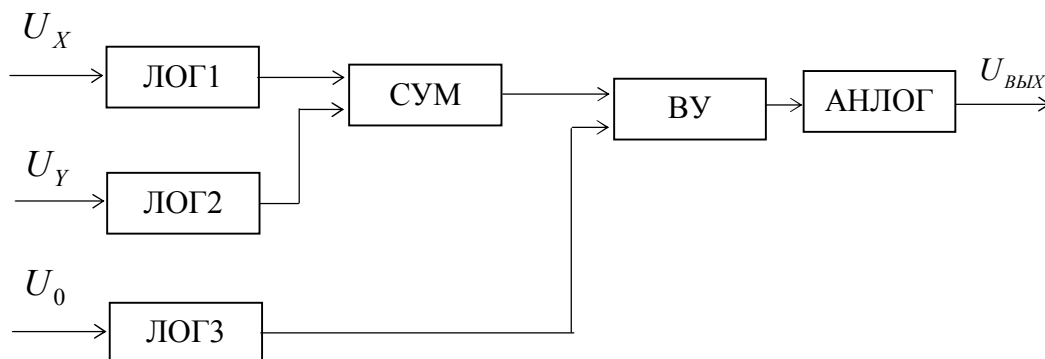 U_X
ЛОГ1
СУМ
ВУ
АНЛОГ
U_ВЫХ
U_Y
ЛОГ2
U_0
ЛОГ3